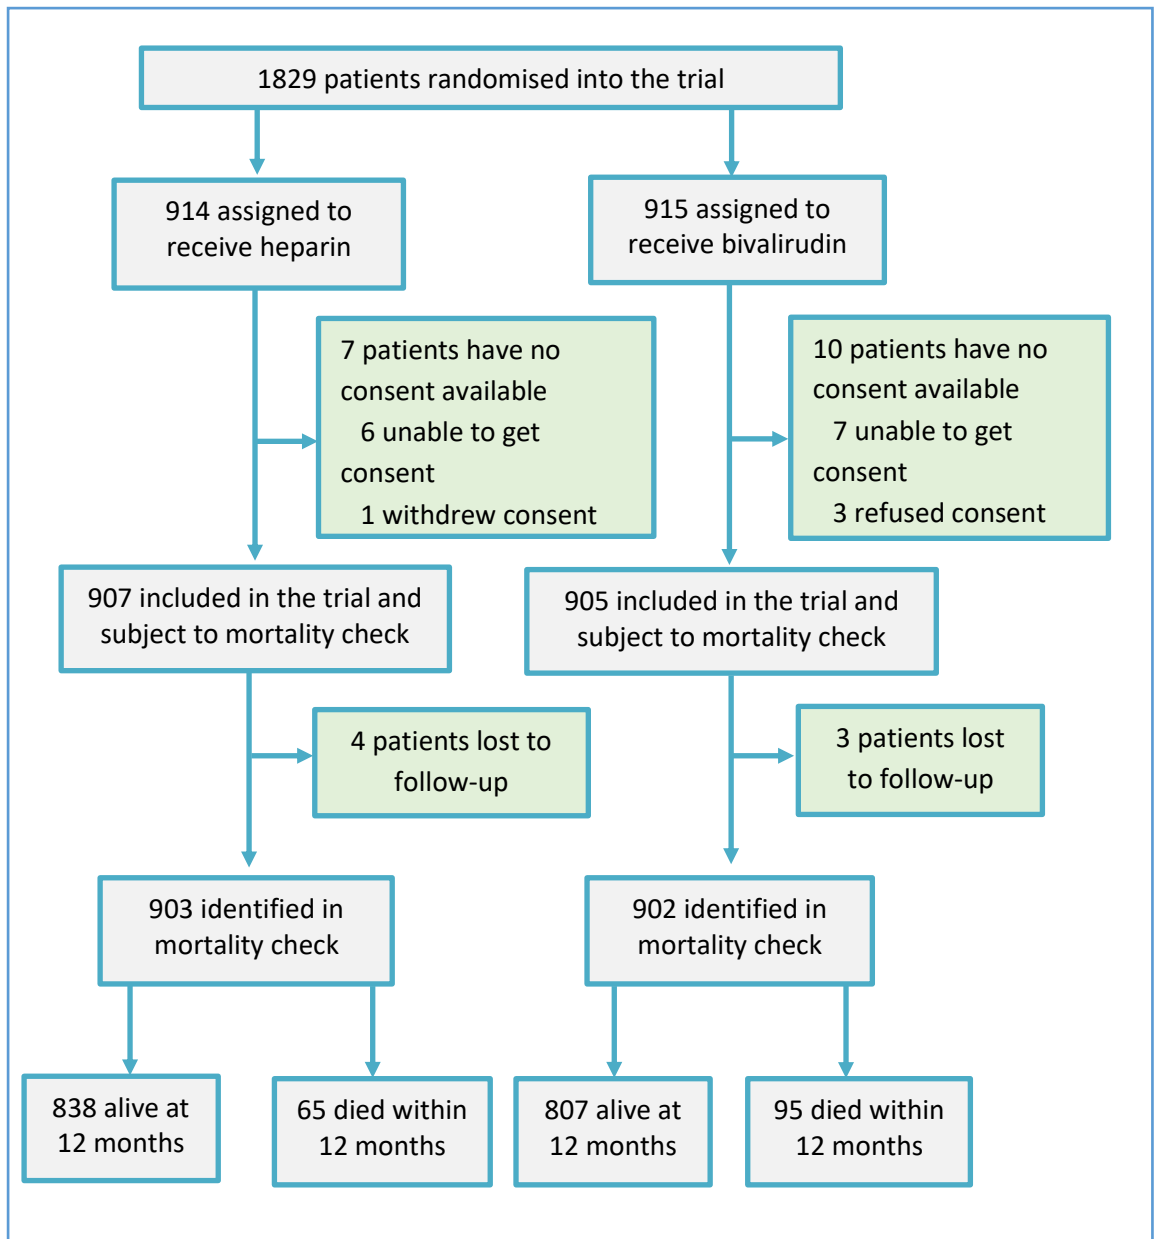 1829 patients randomised into the trial
914 assigned to
receive heparin
915 assigned to
receive bivalirudin
7 patients have no
consent available
6 unable to get
consent
1 withdrew consent
10 patients have no
consent available
7 unable to get
consent
3 refused consent
907 included in the trial and
subject to mortality check
905 included in the trial and
subject to mortality check
4 patients lost to
follow-up
3 patients lost
to follow-up
903 identified in
mortality check
902 identified in
mortality check
838 alive at
12 months
65 died within
12 months
807 alive at
12 months
95 died within
12 months